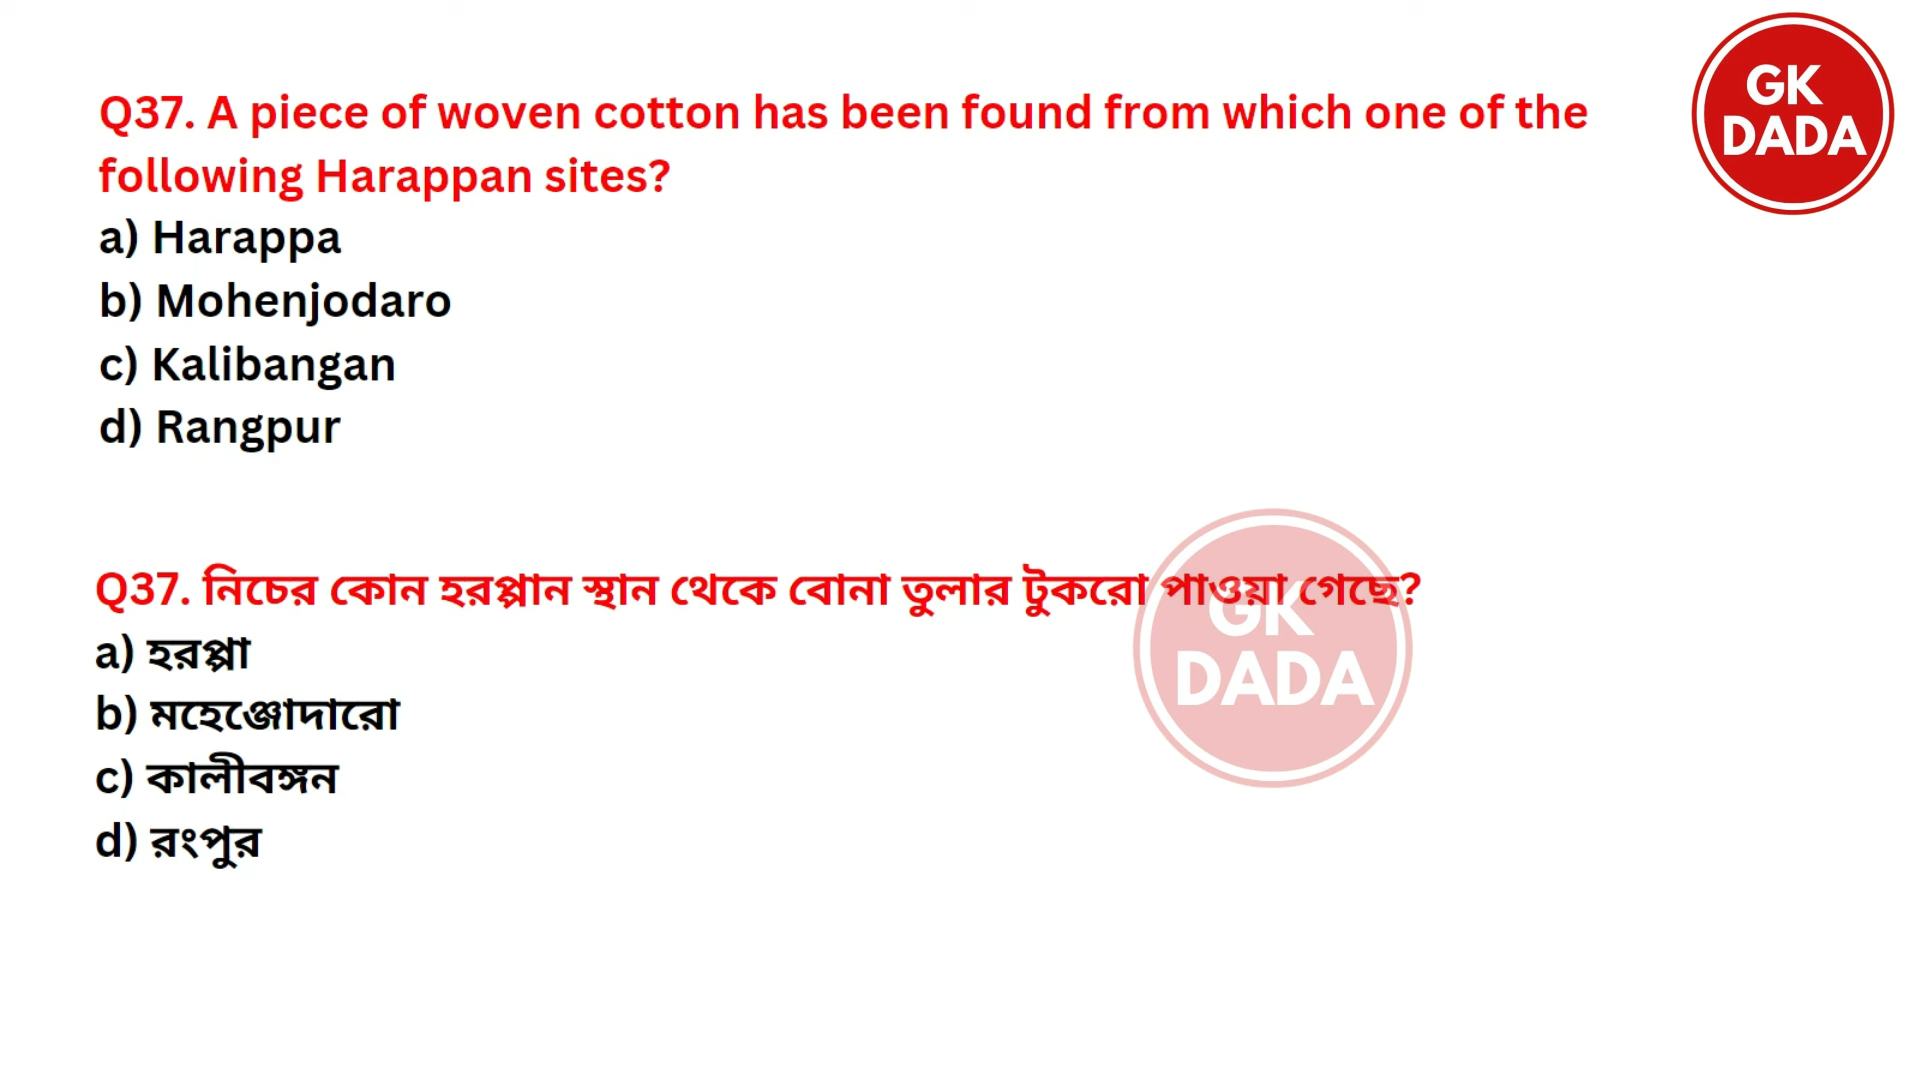 GK
DADA
Q37. A piece of woven cotton has been found from which one of the
following Harappan sites?
a) Harappa
b) Mohenjodaro
c) Kalibangan
d) Rangpur
Q37. নিচের কোন হরপ্পান স্থান থেকে বোনা তুলার টুকরো পাওয়া গেছে?
a) হরপ্পা
b) মহেঞ্জোদারো
c) কালীবঙ্গন
d) রংপুর
GK
DADA